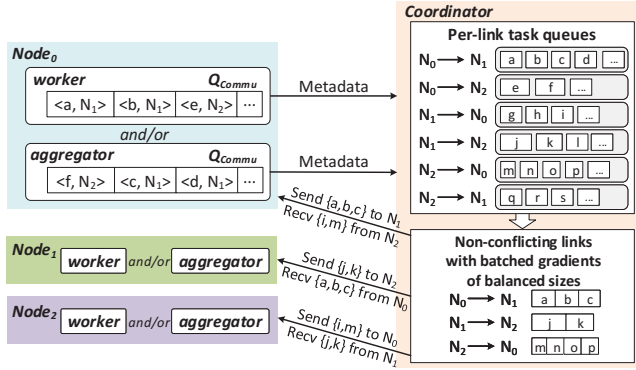 Coordinator
Per-link task queues
N0 → N1 a b c d ...
N0 → N2 e f ...
N1 → N0 g h i ...
N1 → N2 j k l ...
N2 → N0 m n o p ...
N2 → N1 q r s ...
Node0
worker QCommu
<a, N1> <b, N1> <e, N2> ...
and/or
aggregator QCommu
<f, N2> <c, N1> <d, N1> ...
Metadata
Metadata
Send {a,b,c} to N1
Recv {i,m} from N2
Node1 worker and/or aggregator
Send {j,k} to N2
Recv {a,b,c} from N0
Node2
worker and/or aggregator
Send {i,m} to N0
Recv {j,k} from N1
Non-conflicting links
with batched gradients
of balanced sizes
N0 → N1 a b c
N1 → N2 j k
N2 → N0 m n o p